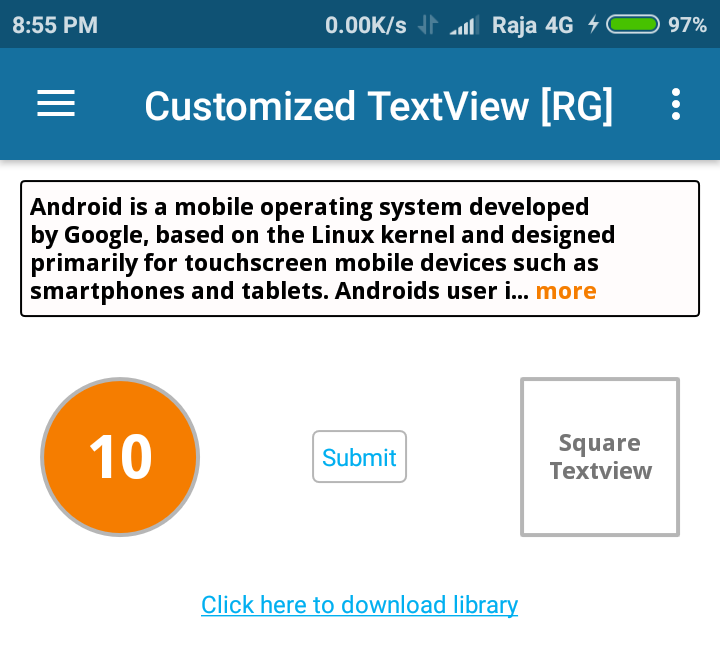 8:55 PM 0.00K/s Raja 4G 97%
Customized TextView [RG]
Android is a mobile operating system developed
by Google, based on the Linux kernel and designed
primarily for touchscreen mobile devices such as
smartphones and tablets. Androids user i... more
10
Submit
Square
Textview
Click here to download library